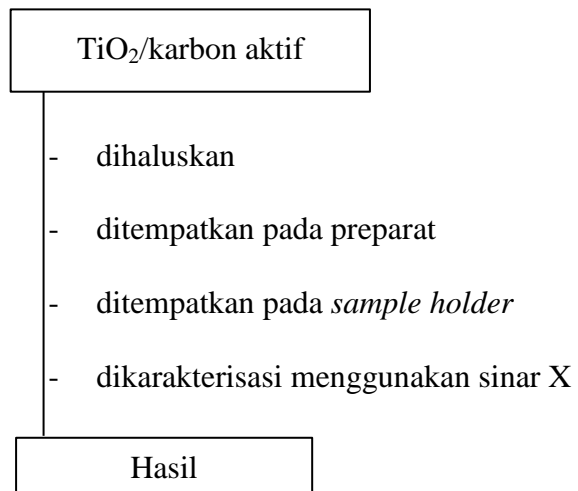 TiO₂/karbon aktif
- dihaluskan
- ditempatkan pada preparat
- ditempatkan pada sample holder
- dikarakterisasi menggunakan sinar X
Hasil